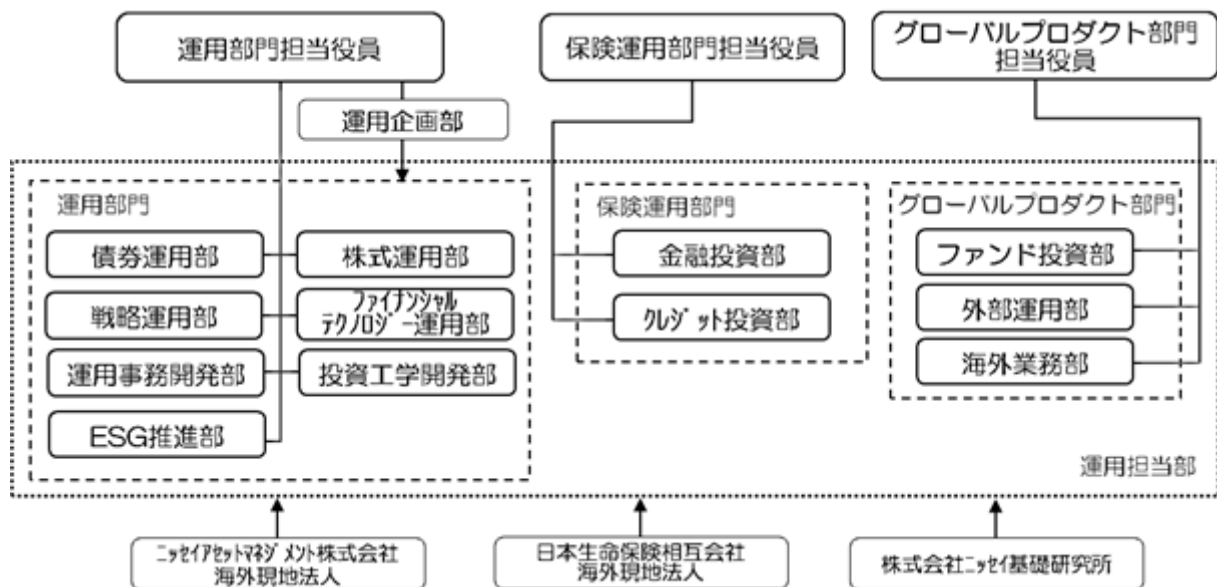 運用部門担当役員
保険運用部門担当役員
グローバルプロダクト部門
担当役員
運用企画部
運用部門
債券運用部
株式運用部
戦略運用部
ファイナンシャル
テクノロジー運用部
運用事務開発部
投資工学開発部
ESG推進部
保険運用部門
金融投資部
クレジット投資部
グローバルプロダクト部門
ファンド投資部
外部運用部
海外業務部
運用担当部
ニッセイアセットマネジメント株式会社
海外現地法人
日本生命保険相互会社
海外現地法人
株式会社ニッセイ基礎研究所